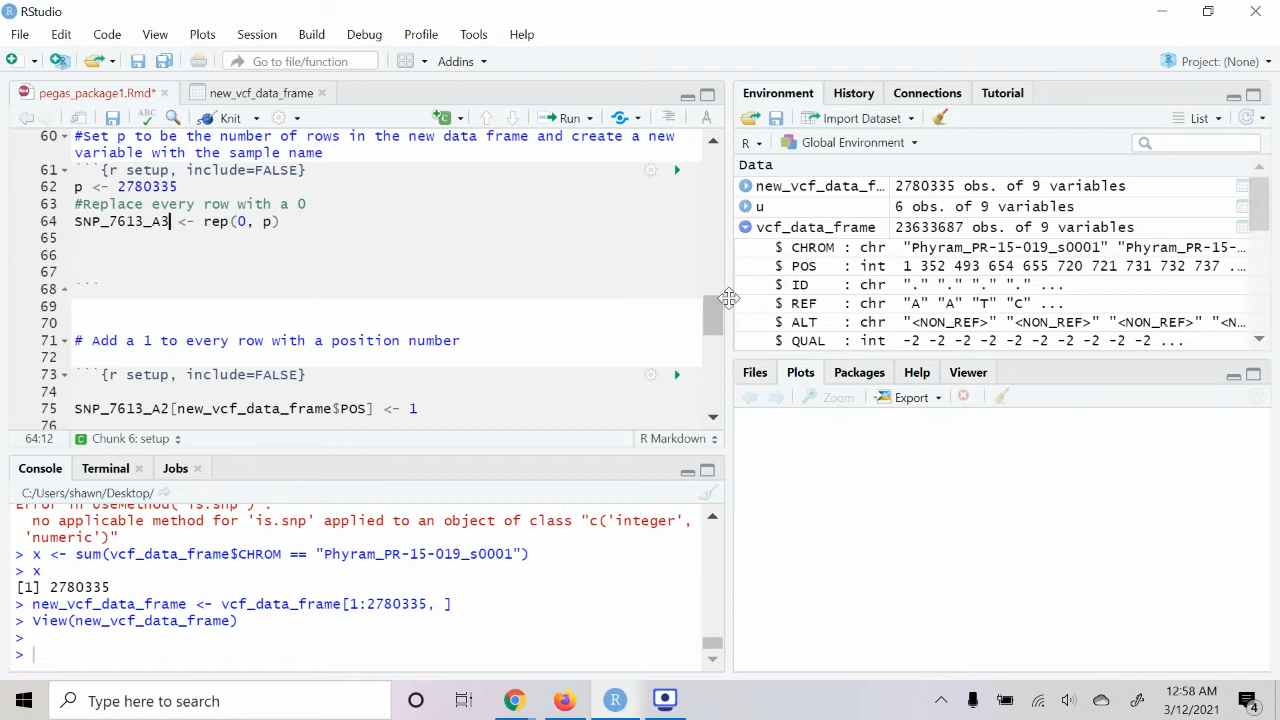 RStudio
File Edit Code View Plots Session Build Debug Profile Tools Help
Go to file/function Addins Project: (None)
pegas_package1.Rmd* new_vcf_data_frame
ABC Knit Run
60 #Set p to be the number of rows in the new data frame and create a new
variable with the sample name
61 ```{r setup, include=FALSE}
62 p <- 2780335
63 #Replace every row with a 0
64 SNP_7613_A3 <- rep(0, p)
65
66
67
68 ```
69
70
71 # Add a 1 to every row with a position number
72
73 ```{r setup, include=FALSE}
74
75 SNP_7613_A2[new_vcf_data_frame$POS] <- 1
76
64:12 Chunk 6: setup R Markdown
Console Terminal Jobs
C:/Users/shawn/Desktop/
Error in UseMethod("is.snp") :
no applicable method for 'is.snp' applied to an object of class "c('integer',
'numeric')"
> x <- sum(vcf_data_frame$CHROM == "Phyram_PR-15-019_s0001")
> x
[1] 2780335
> new_vcf_data_frame <- vcf_data_frame[1:2780335, ]
> View(new_vcf_data_frame)
>
>
Environment History Connections Tutorial
Import Dataset List
R Global Environment
Data
new_vcf_data_f… 2780335 obs. of 9 variables
u 6 obs. of 9 variables
vcf_data_frame 23633687 obs. of 9 variables
$ CHROM : chr "Phyram_PR-15-019_s0001" "Phyram_PR-15-…
$ POS : int 1 352 493 654 655 720 721 731 732 737 ...
$ ID : chr "." "." "." "." ...
$ REF : chr "A" "A" "T" "C" ...
$ ALT : chr "<NON_REF>" "<NON_REF>" "<NON_REF>" "<N…
$ QUAL : int -2 -2 -2 -2 -2 -2 -2 -2 -2 -2 ...
Files Plots Packages Help Viewer
Zoom Export
Type here to search
12:58 AM
3/12/2021
4